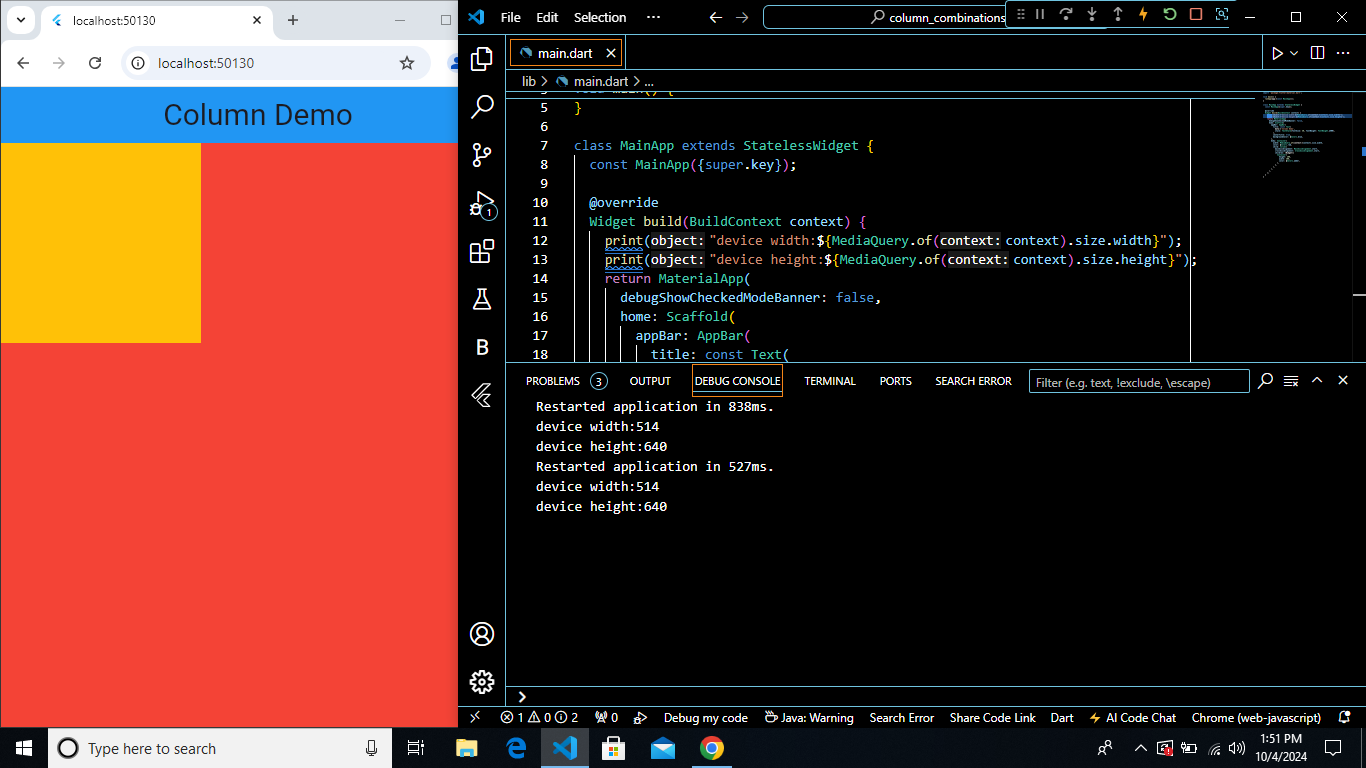 localhost:50130
localhost:50130
Column Demo
File Edit Selection ···
column_combinations
main.dart
lib > main.dart > ...
5 }
6
7 class MainApp extends StatelessWidget {
8 const MainApp({super.key});
9
10 @override
11 Widget build(BuildContext context) {
12 print(object: "device width:${MediaQuery.of(context: context).size.width}");
13 print(object: "device height:${MediaQuery.of(context: context).size.height}");
14 return MaterialApp(
15 debugShowCheckedModeBanner: false,
16 home: Scaffold(
17 appBar: AppBar(
18 title: const Text(
PROBLEMS 3 OUTPUT DEBUG CONSOLE TERMINAL PORTS SEARCH ERROR Filter (e.g. text, !exclude, \escape)
1
B
Restarted application in 838ms.
device width:514
device height:640
Restarted application in 527ms.
device width:514
device height:640
>
1 0 2 0 Debug my code Java: Warning Search Error Share Code Link Dart AI Code Chat Chrome (web-javascript)
Type here to search
1:51 PM
10/4/2024